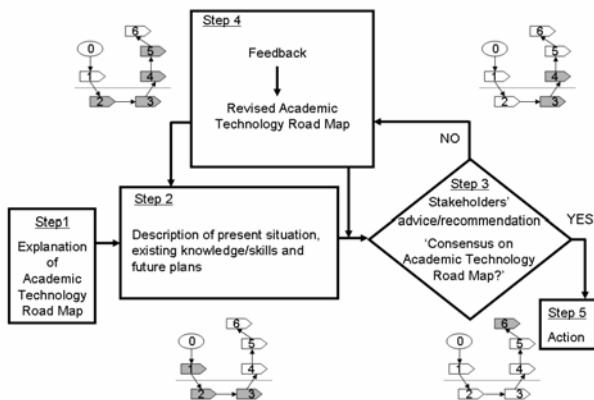 Step 4
Feedback
Revised Academic
Technology Road Map
6
5
0
1
4
2
3
6
5
0
1
4
2
3
NO
Step 3
Stakeholders'
advice/recommendation
'Consensus on
Academic Technology
Road Map?'
YES
Step 2
Description of present situation,
existing knowledge/skills and
future plans
Step1
Explanation
of
Academic
Technology
Road Map
Step 5
Action
6
5
0
1
4
2
3
6
5
0
1
4
2
3